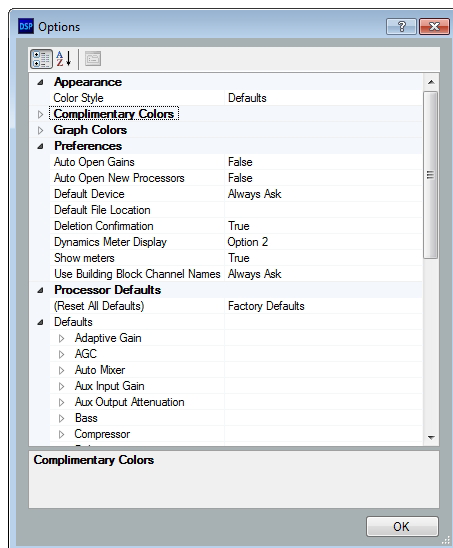 DSP Options
A Z
Appearance
Color Style Defaults
Complimentary Colors
Graph Colors
Preferences
Auto Open Gains False
Auto Open New Processors False
Default Device Always Ask
Default File Location
Deletion Confirmation True
Dynamics Meter Display Option 2
Show meters True
Use Building Block Channel Names Always Ask
Processor Defaults
(Reset All Defaults) Factory Defaults
Defaults
Adaptive Gain
AGC
Auto Mixer
Aux Input Gain
Aux Output Attenuation
Bass
Compressor
Complimentary Colors
OK